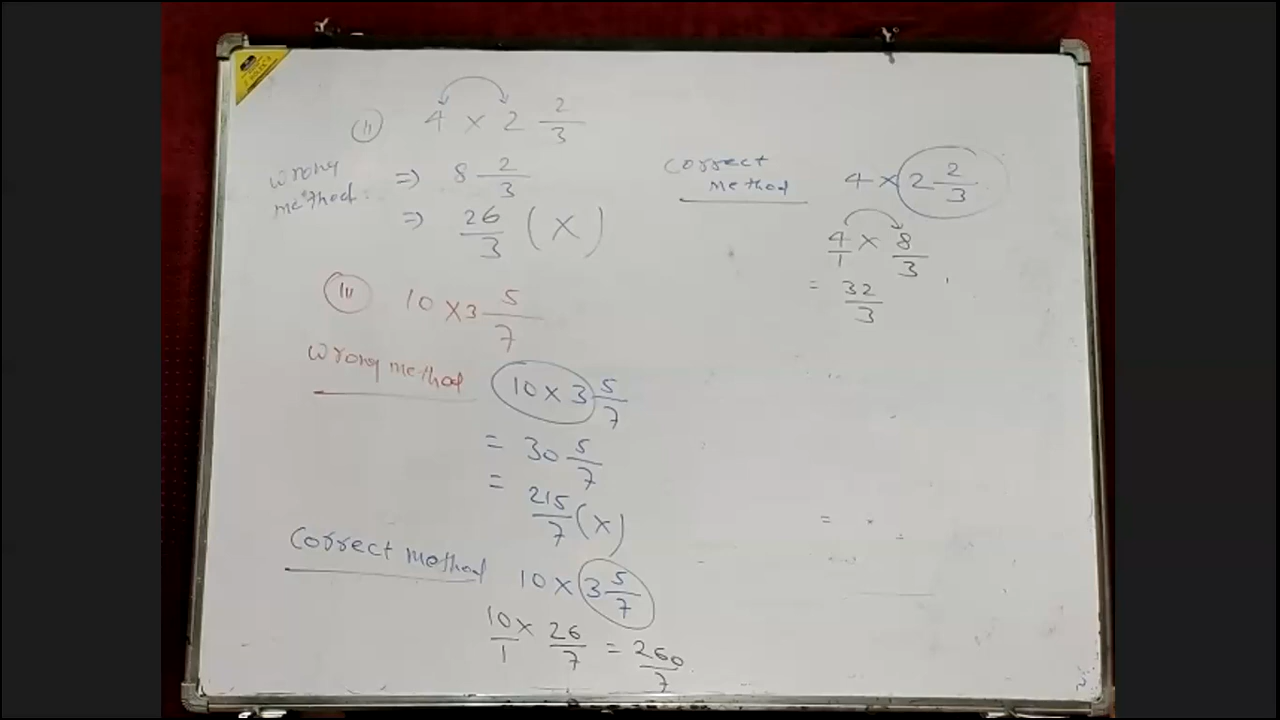 (ii) 4 × 2 2/3
wrong method:
=) 8 2/3
=) 26/3 (×)
correct method
4 × 2 2/3
4/1 × 8/3
= 32/3
(iii) 10 × 3 5/7
wrong method
10 × 3 5/7
= 30 5/7
= 215/7 (×)
correct method
10 × 3 5/7
10/1 × 26/7 = 260/7